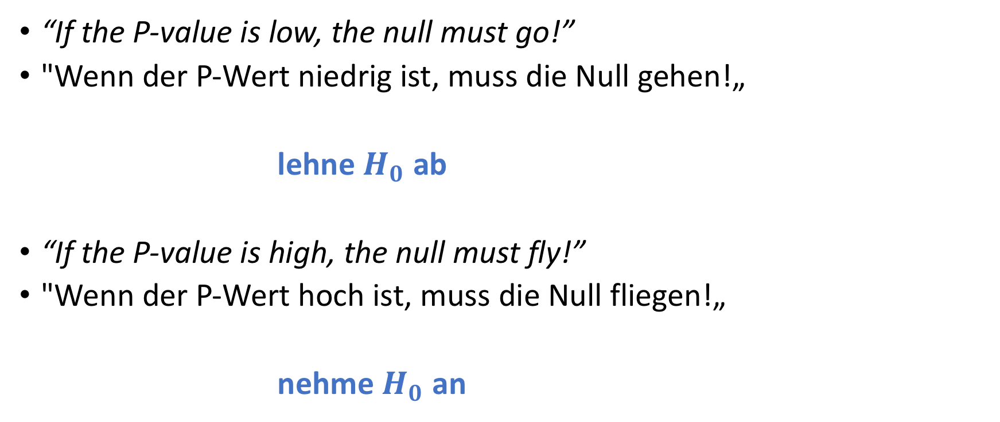 • “If the P-value is low, the null must go!”
• "Wenn der P-Wert niedrig ist, muss die Null gehen!„
lehne H₀ ab
• “If the P-value is high, the null must fly!”
• "Wenn der P-Wert hoch ist, muss die Null fliegen!„
nehme H₀ an